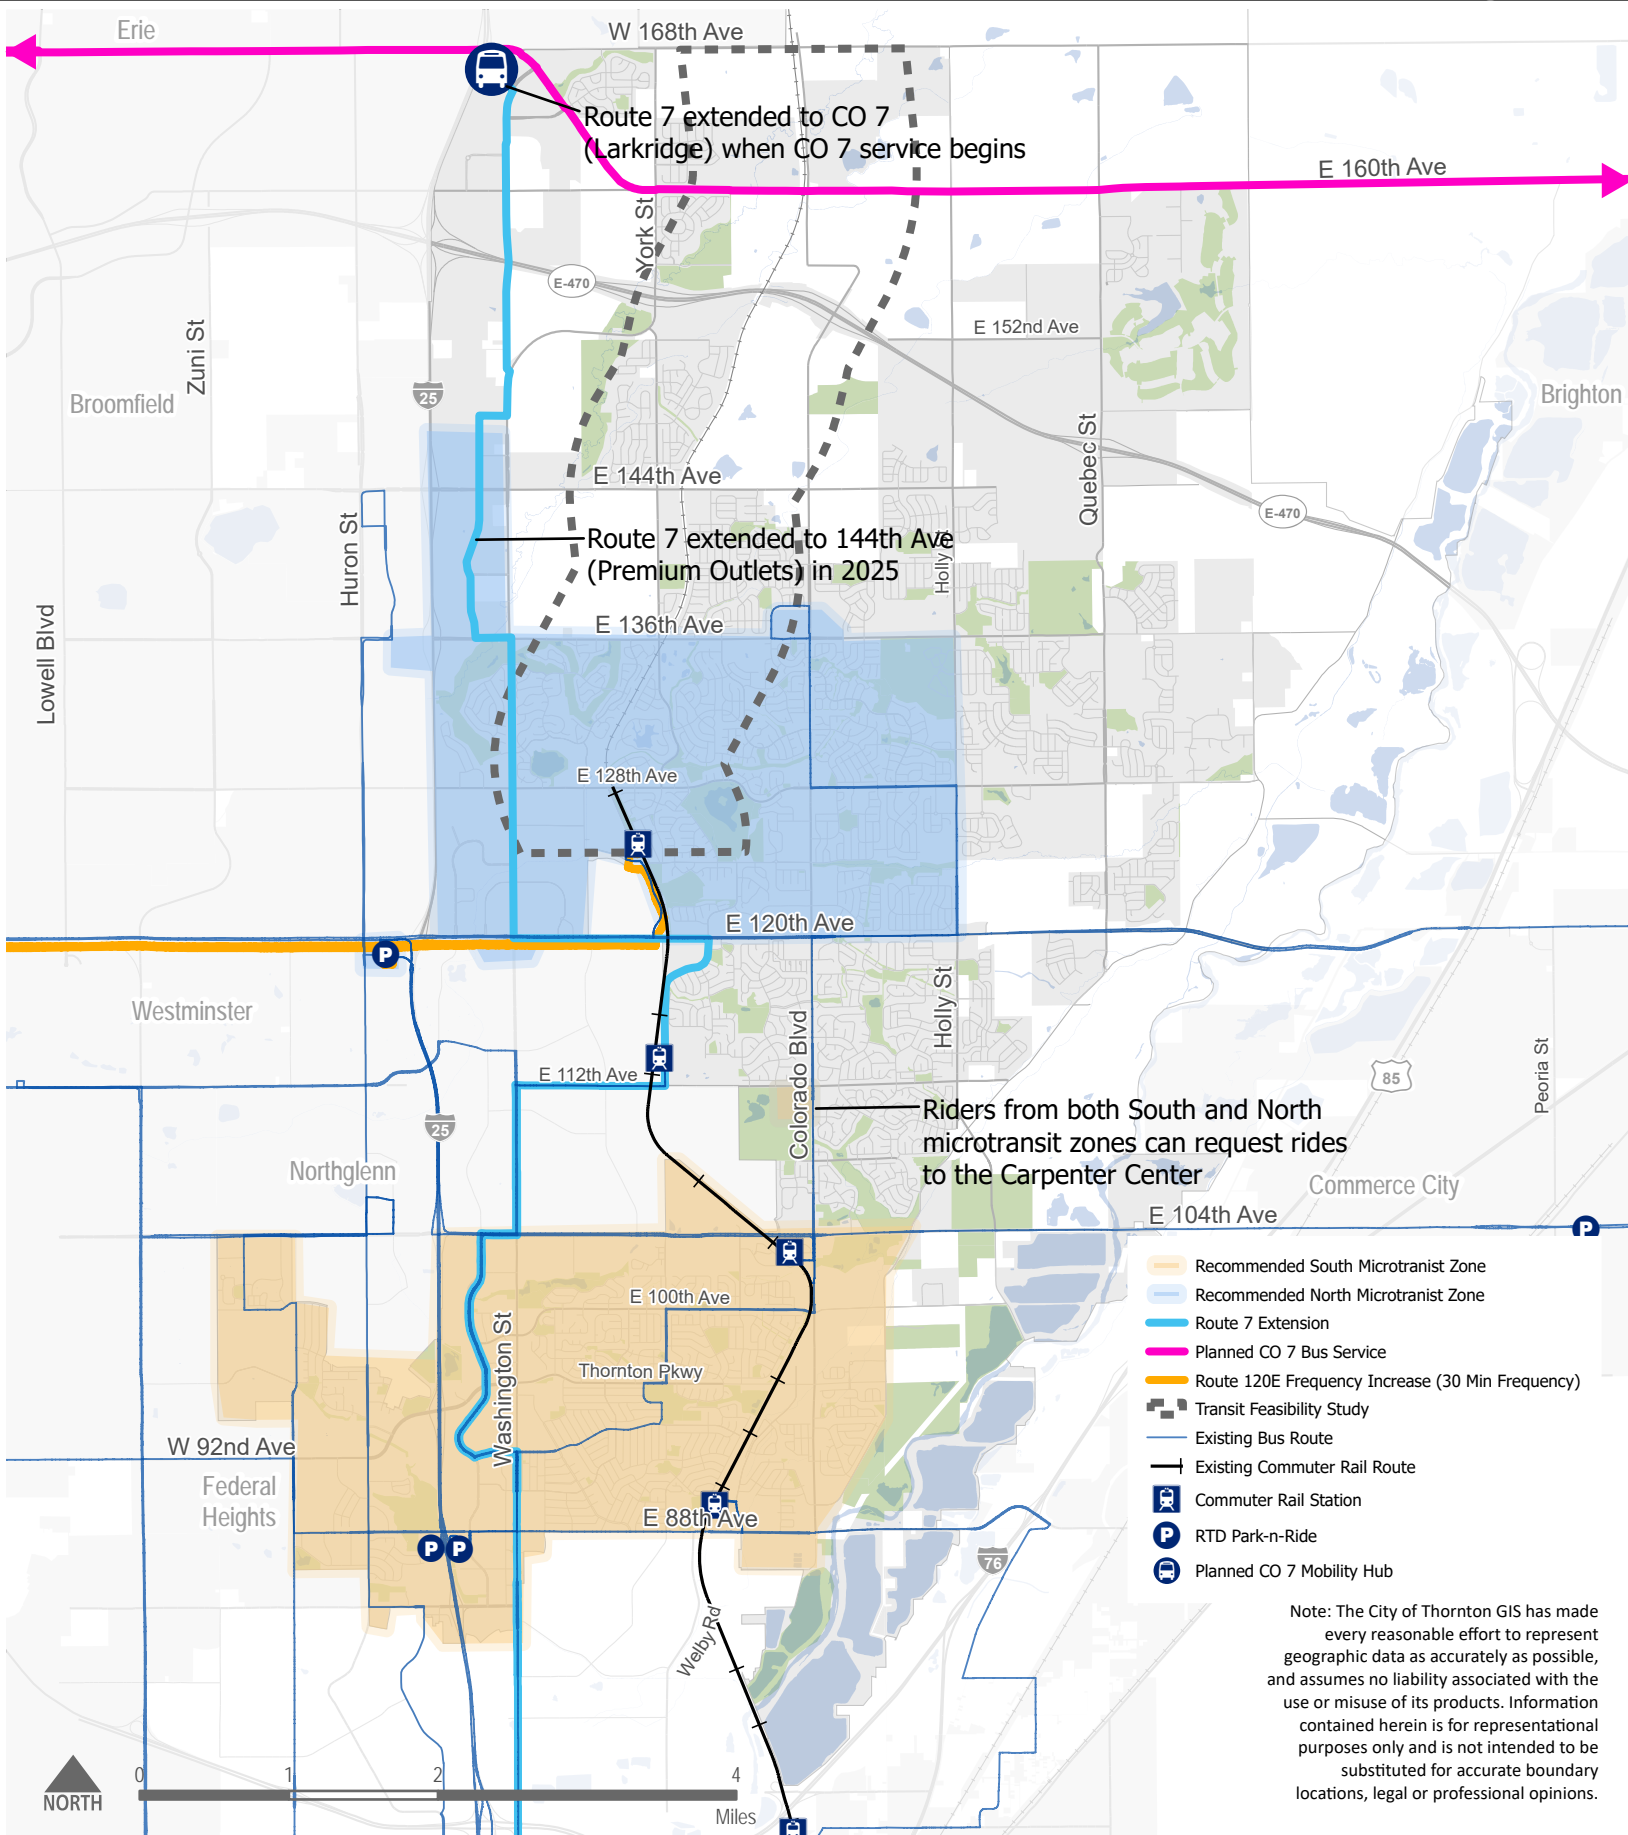 Erie
W 168th Ave
Route 7 extended to CO 7
(Larkridge) when CO 7 service begins
E 160th Ave
York St
E-470
E 152nd Ave
Zuni St
25
Broomfield
Brighton
Quebec St
E 144th Ave
E-470
Huron St
Route 7 extended to 144th Ave
(Premium Outlets) in 2025
Holly St
E 136th Ave
Lowell Blvd
E 128th Ave
E 120th Ave
P
Westminster
Holly St
Colorado Blvd
Peoria St
E 112th Ave
85
25
Riders from both South and North
microtransit zones can request rides
to the Carpenter Center
Northglenn
Commerce City
E 104th Ave
P
E 100th Ave
Washington St
Thornton Pkwy
W 92nd Ave
Federal
Heights
E 88th Ave
P P
76
Welby Rd
Recommended South Microtranist Zone
Recommended North Microtranist Zone
Route 7 Extension
Planned CO 7 Bus Service
Route 120E Frequency Increase (30 Min Frequency)
Transit Feasibility Study
Existing Bus Route
Existing Commuter Rail Route
Commuter Rail Station
P RTD Park-n-Ride
Planned CO 7 Mobility Hub
Note: The City of Thornton GIS has made
every reasonable effort to represent
geographic data as accurately as possible,
and assumes no liability associated with the
use or misuse of its products. Information
contained herein is for representational
purposes only and is not intended to be
substituted for accurate boundary
locations, legal or professional opinions.
NORTH
0 1 2 4
Miles